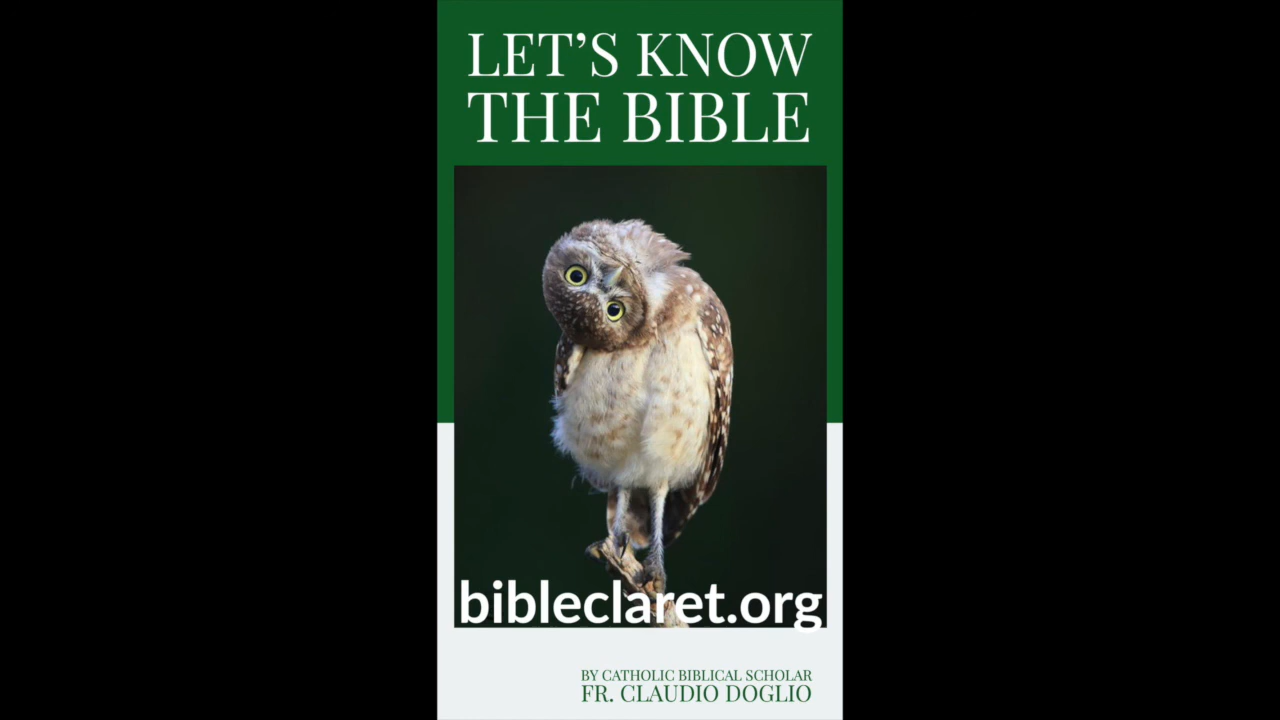 LET’S KNOW
THE BIBLE
bibleclaret.org
BY CATHOLIC BIBLICAL SCHOLAR
FR. CLAUDIO DOGLIO